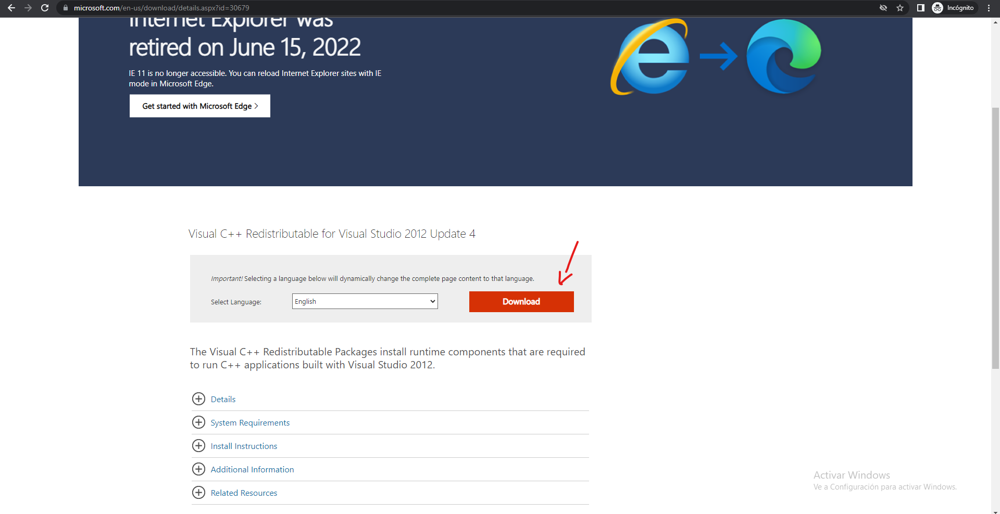 microsoft.com/en-us/download/details.aspx?id=30679
Incógnito
Internet Explorer was
retired on June 15, 2022
IE 11 is no longer accessible. You can reload Internet Explorer sites with IE
mode in Microsoft Edge.
Get started with Microsoft Edge >
Visual C++ Redistributable for Visual Studio 2012 Update 4
Important! Selecting a language below will dynamically change the complete page content to that language.
Select Language:
English
Download
The Visual C++ Redistributable Packages install runtime components that are required
to run C++ applications built with Visual Studio 2012.
Details
System Requirements
Install Instructions
Additional Information
Related Resources
Activar Windows
Ve a Configuración para activar Windows.